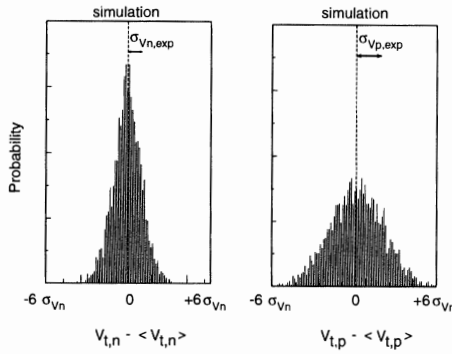 simulation
σVn,exp
Probability
-6 σVn 0 +6 σVn
Vt,n - <Vt,n>
simulation
σVp,exp
-6 σVn 0 +6 σVn
Vt,p - <Vt,p>